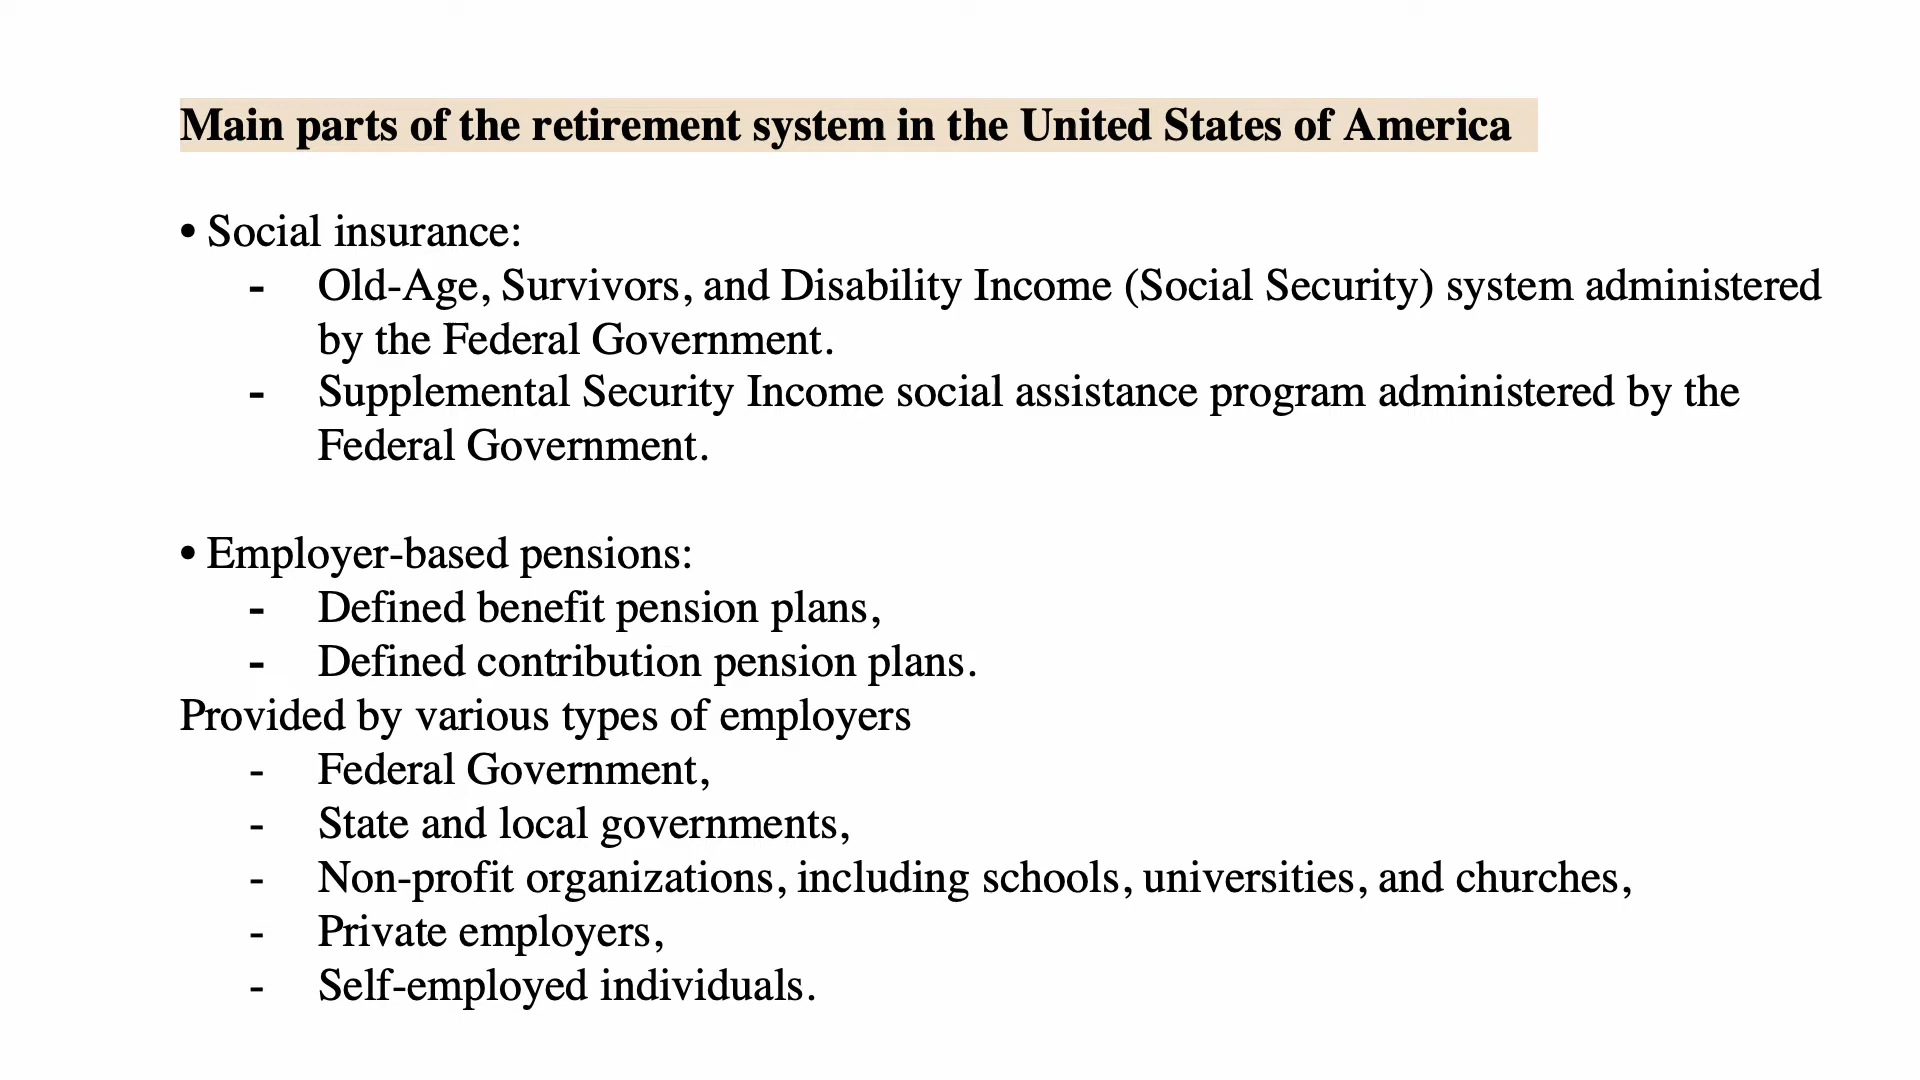 Main parts of the retirement system in the United States of America
• Social insurance:
- Old-Age, Survivors, and Disability Income (Social Security) system administered
by the Federal Government.
- Supplemental Security Income social assistance program administered by the
Federal Government.
• Employer-based pensions:
- Defined benefit pension plans,
- Defined contribution pension plans.
Provided by various types of employers
- Federal Government,
- State and local governments,
- Non-profit organizations, including schools, universities, and churches,
- Private employers,
- Self-employed individuals.